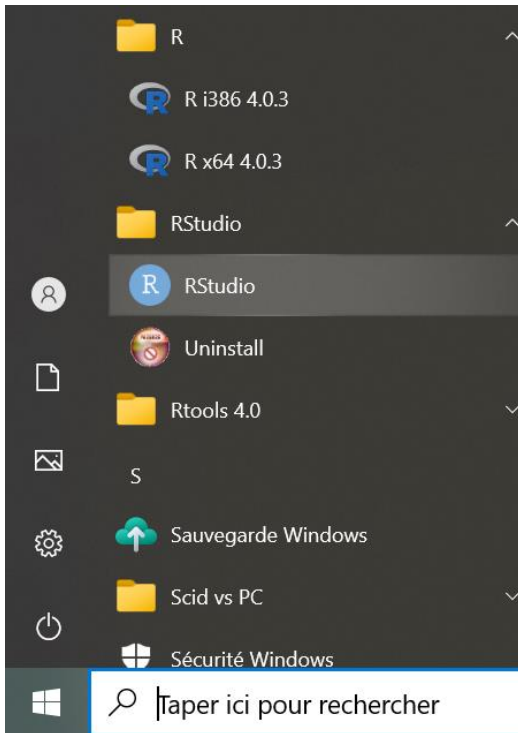 R
R i386 4.0.3
R x64 4.0.3
RStudio
R RStudio
Uninstall
Rtools 4.0
S
Sauvegarde Windows
Scid vs PC
Sécurité Windows
Taper ici pour rechercher